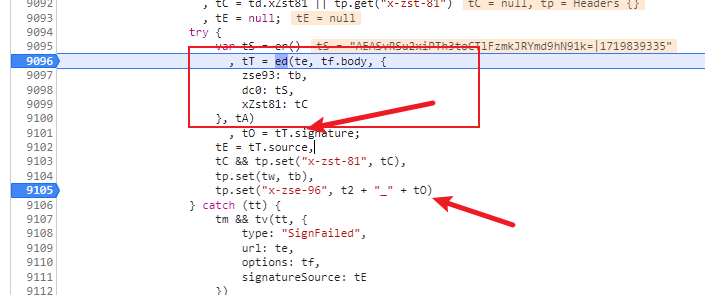 9092 , tC = td.xZst81 || tp.get("x-zst-81") tC = null, tp = Headers {}
9093 , tE = null; tE = null
9094 try {
9095 var tS = er() tS = "AEASvRSu2xiPTh3toCTlFzmkJRYmd9hN91k=|1719839335"
9096 , tT = ed(te, tf.body, {
9097 zse93: tb,
9098 dc0: tS,
9099 xZst81: tC
9100 }, tA)
9101 , tO = tT.signature;
9102 tE = tT.source,
9103 tC && tp.set("x-zst-81", tC),
9104 tp.set(tw, tb),
9105 tp.set("x-zse-96", t2 + "_" + tO)
9106 } catch (tt) {
9107 tm && tv(tt, {
9108 type: "SignFailed",
9109 url: te,
9110 options: tf,
9111 signatureSource: tE
9112 })